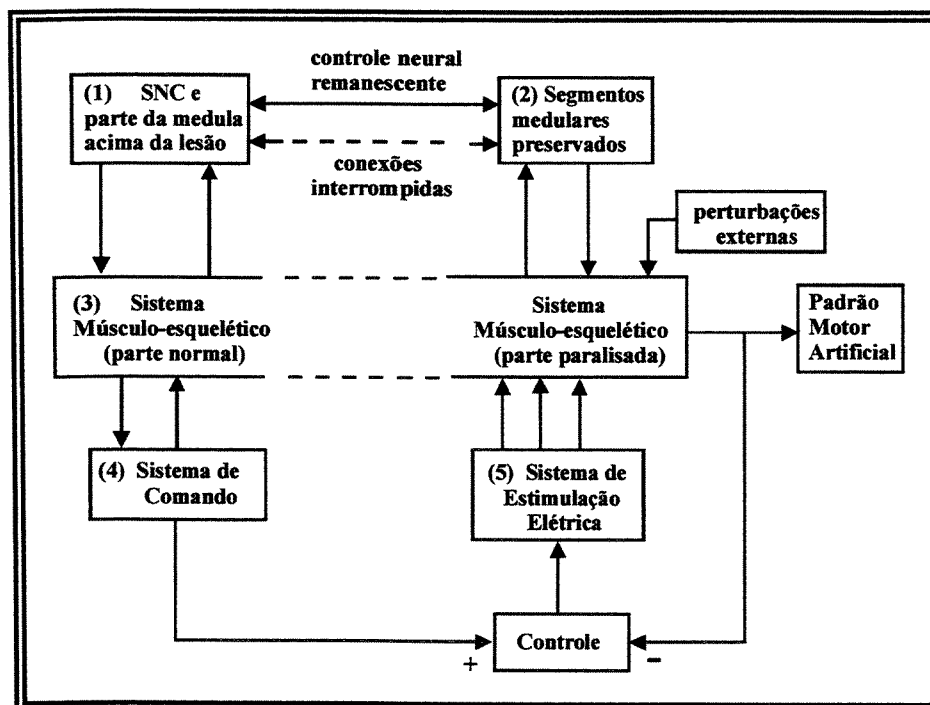 controle neural
remanescente
(1) SNC e
parte da medula
acima da lesão
(2) Segmentos
medulares
preservados
conexões
interrompidas
perturbações
externas
(3) Sistema
Músculo-esquelético
(parte normal)
Sistema
Músculo-esquelético
(parte paralisada)
Padrão
Motor
Artificial
(4) Sistema de
Comando
(5) Sistema de
Estimulação
Elétrica
Controle
+
−